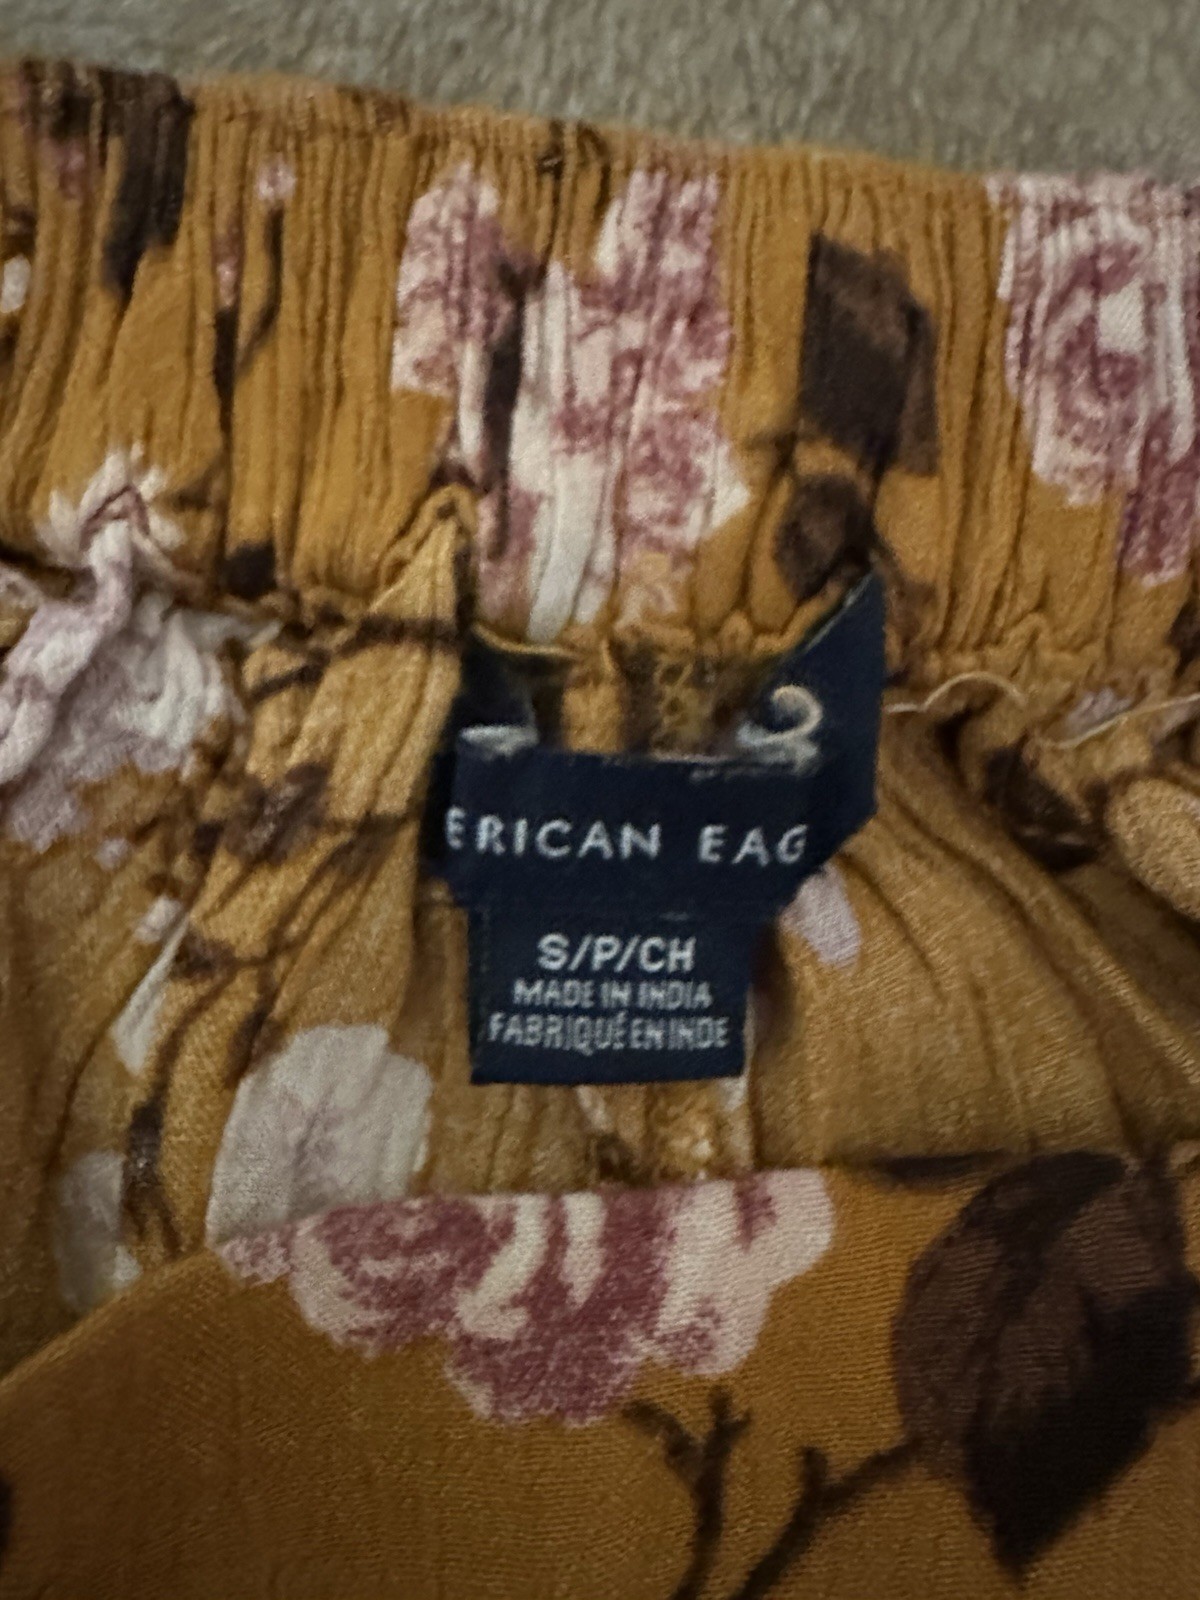 ERICAN EAG
S/P/CH
MADE IN INDIA
FABRIQUÉ EN INDE